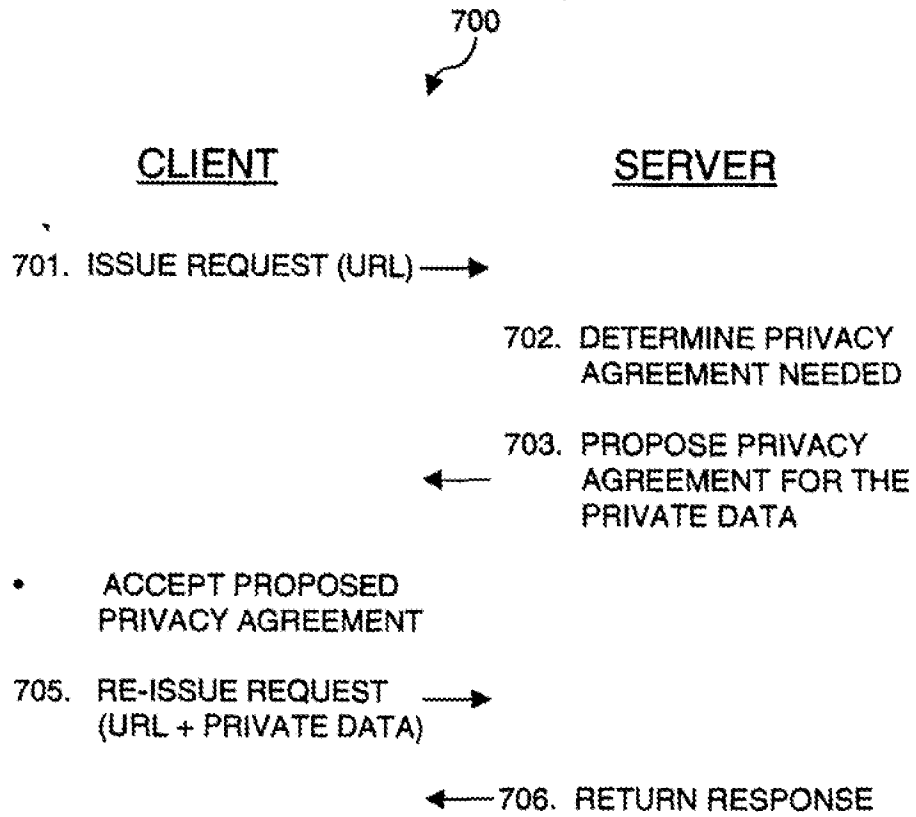 700
CLIENT SERVER
701. ISSUE REQUEST (URL)
702. DETERMINE PRIVACY
AGREEMENT NEEDED
703. PROPOSE PRIVACY
AGREEMENT FOR THE
PRIVATE DATA
• ACCEPT PROPOSED
PRIVACY AGREEMENT
705. RE-ISSUE REQUEST
(URL + PRIVATE DATA)
706. RETURN RESPONSE